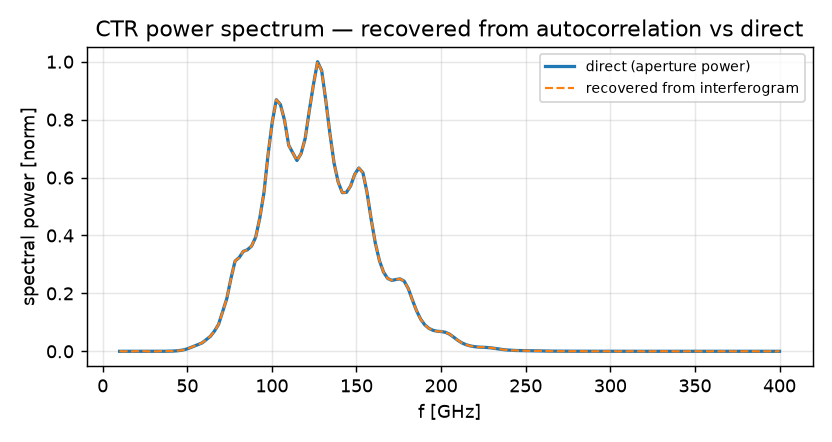 CTR power spectrum — recovered from autocorrelation vs direct
direct (aperture power)
recovered from interferogram
spectral power [norm]
1.0
0.8
0.6
0.4
0.2
0.0
0 50 100 150 200 250 300 350 400
f [GHz]